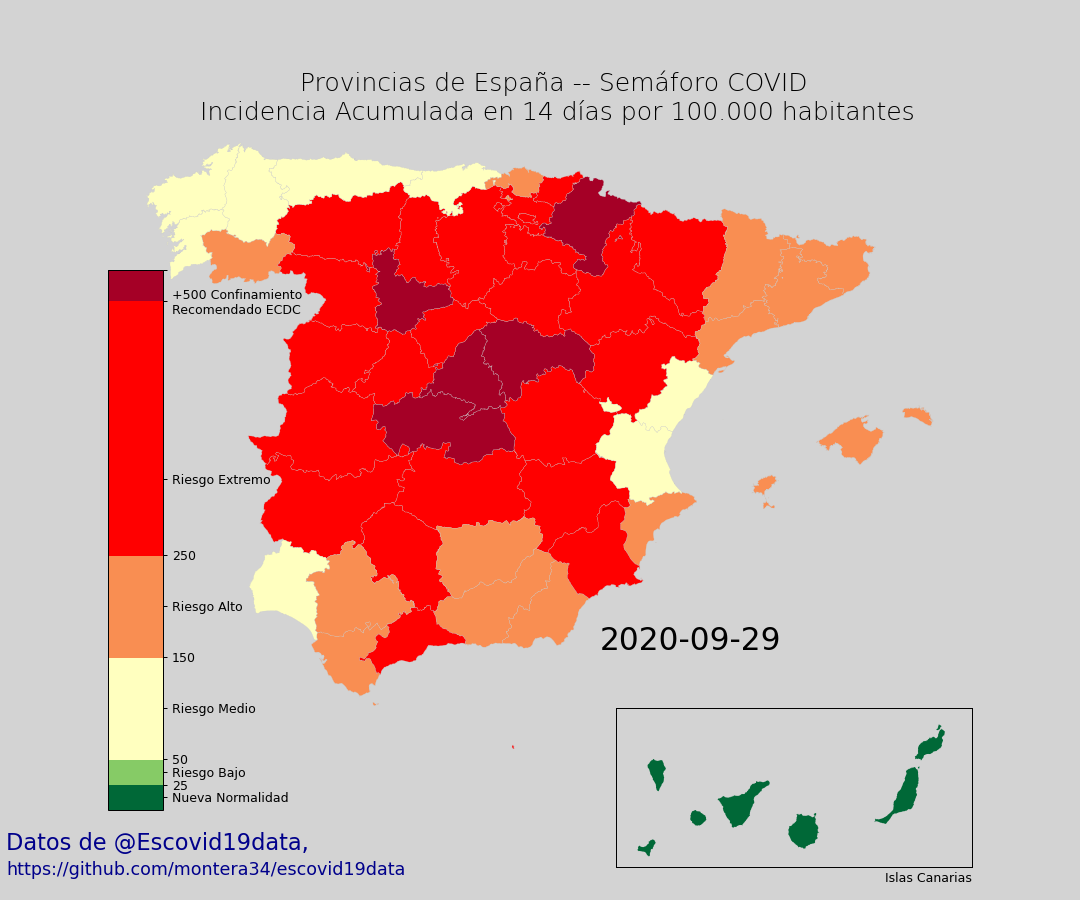 Provincias de España -- Semáforo COVID
Incidencia Acumulada en 14 días por 100.000 habitantes
+500 Confinamiento
Recomendado ECDC
Riesgo Extremo
250
Riesgo Alto
150
Riesgo Medio
50
Riesgo Bajo
25
Nueva Normalidad
2020-09-29
Islas Canarias
Datos de @Escovid19data,
https://github.com/montera34/escovid19data